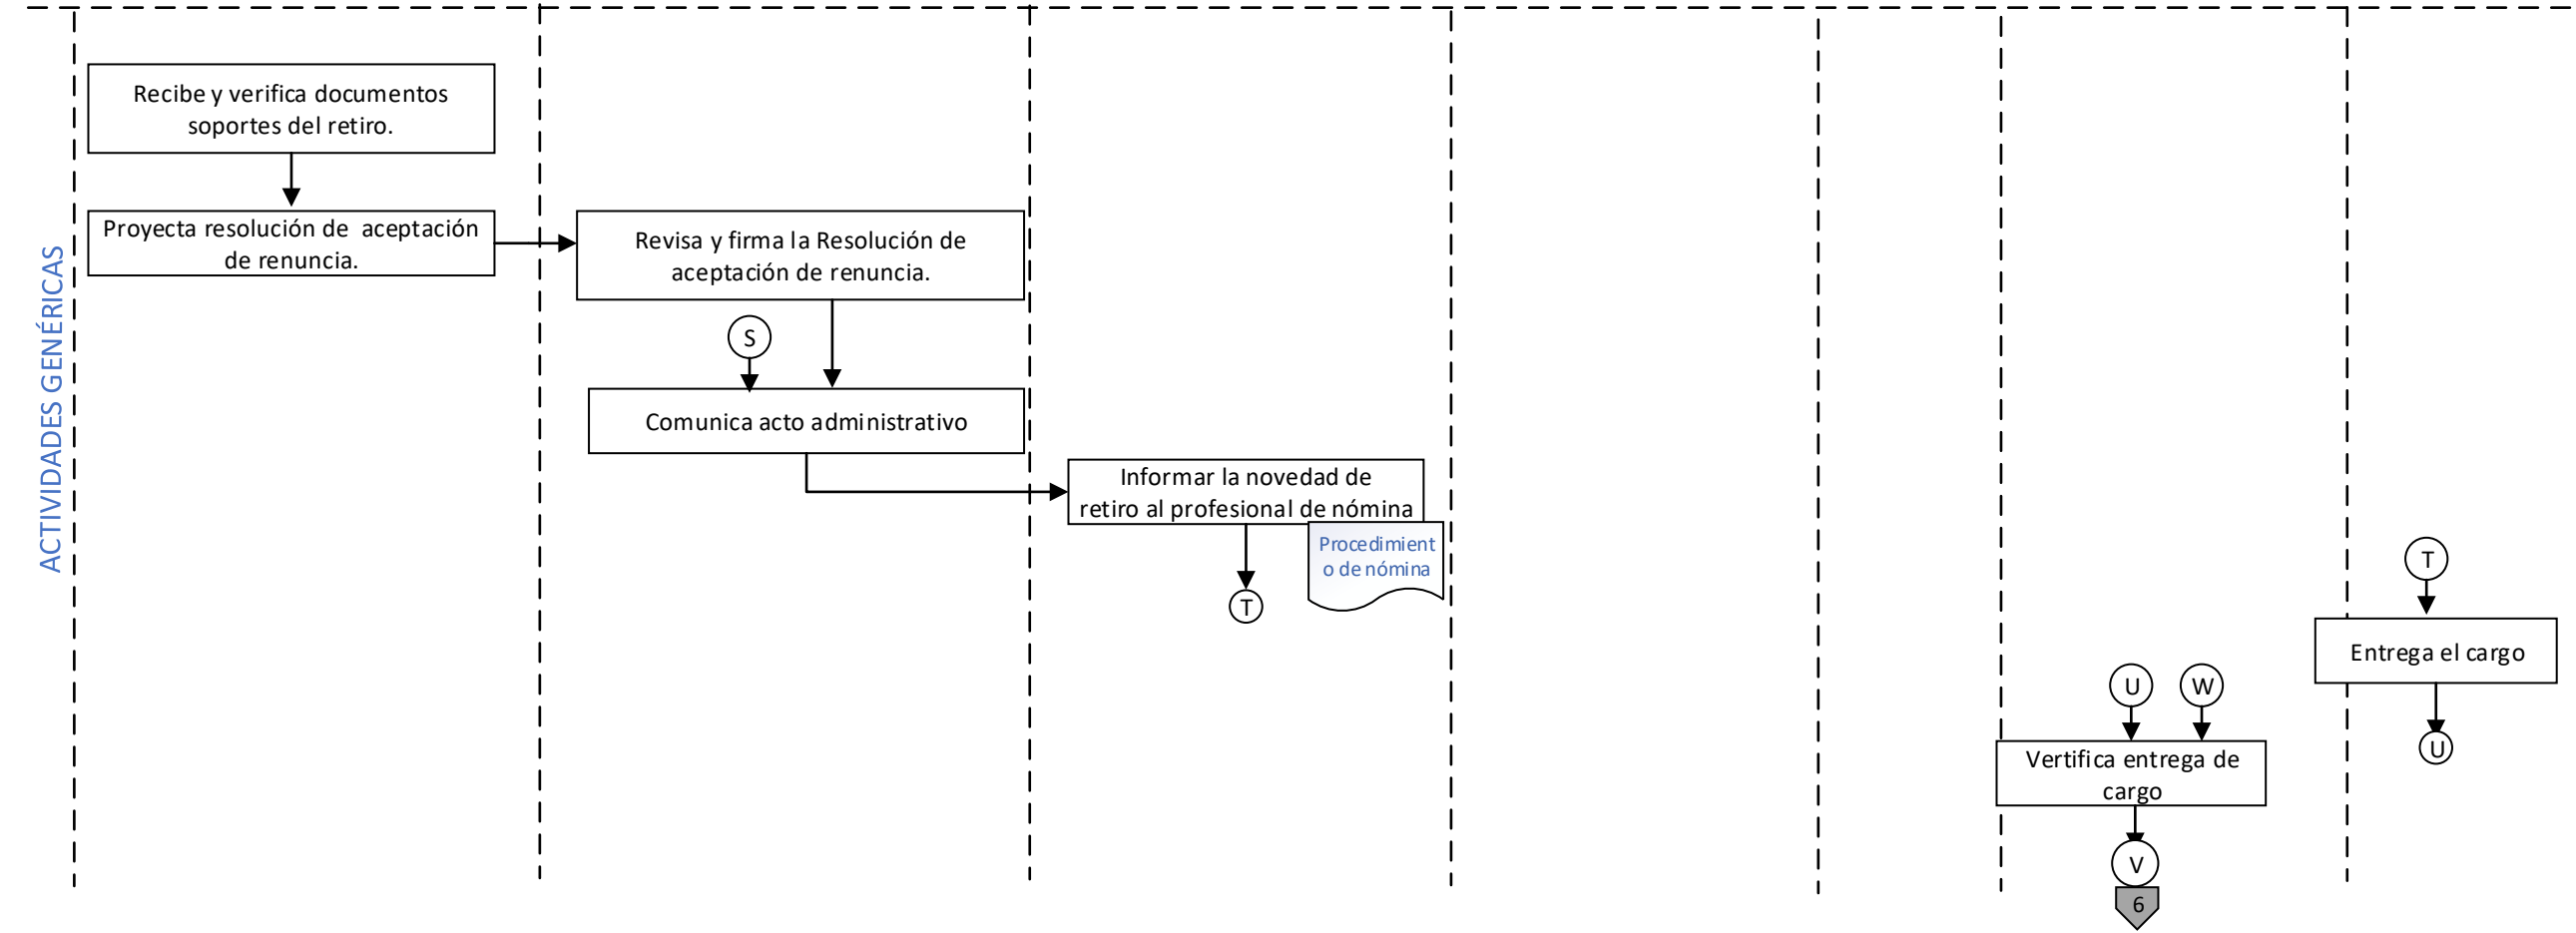 ACTIVIDADES GENÉRICAS
Recibe y verifica documentos
soportes del retiro.
Proyecta resolución de aceptación
de renuncia.
Revisa y firma la Resolución de
aceptación de renuncia.
S
Comunica acto administrativo
Informar la novedad de
retiro al profesional de nómina
Procedimient
o de nómina
T
T
Entrega el cargo
U
U
W
Vertifica entrega de
cargo
V
6